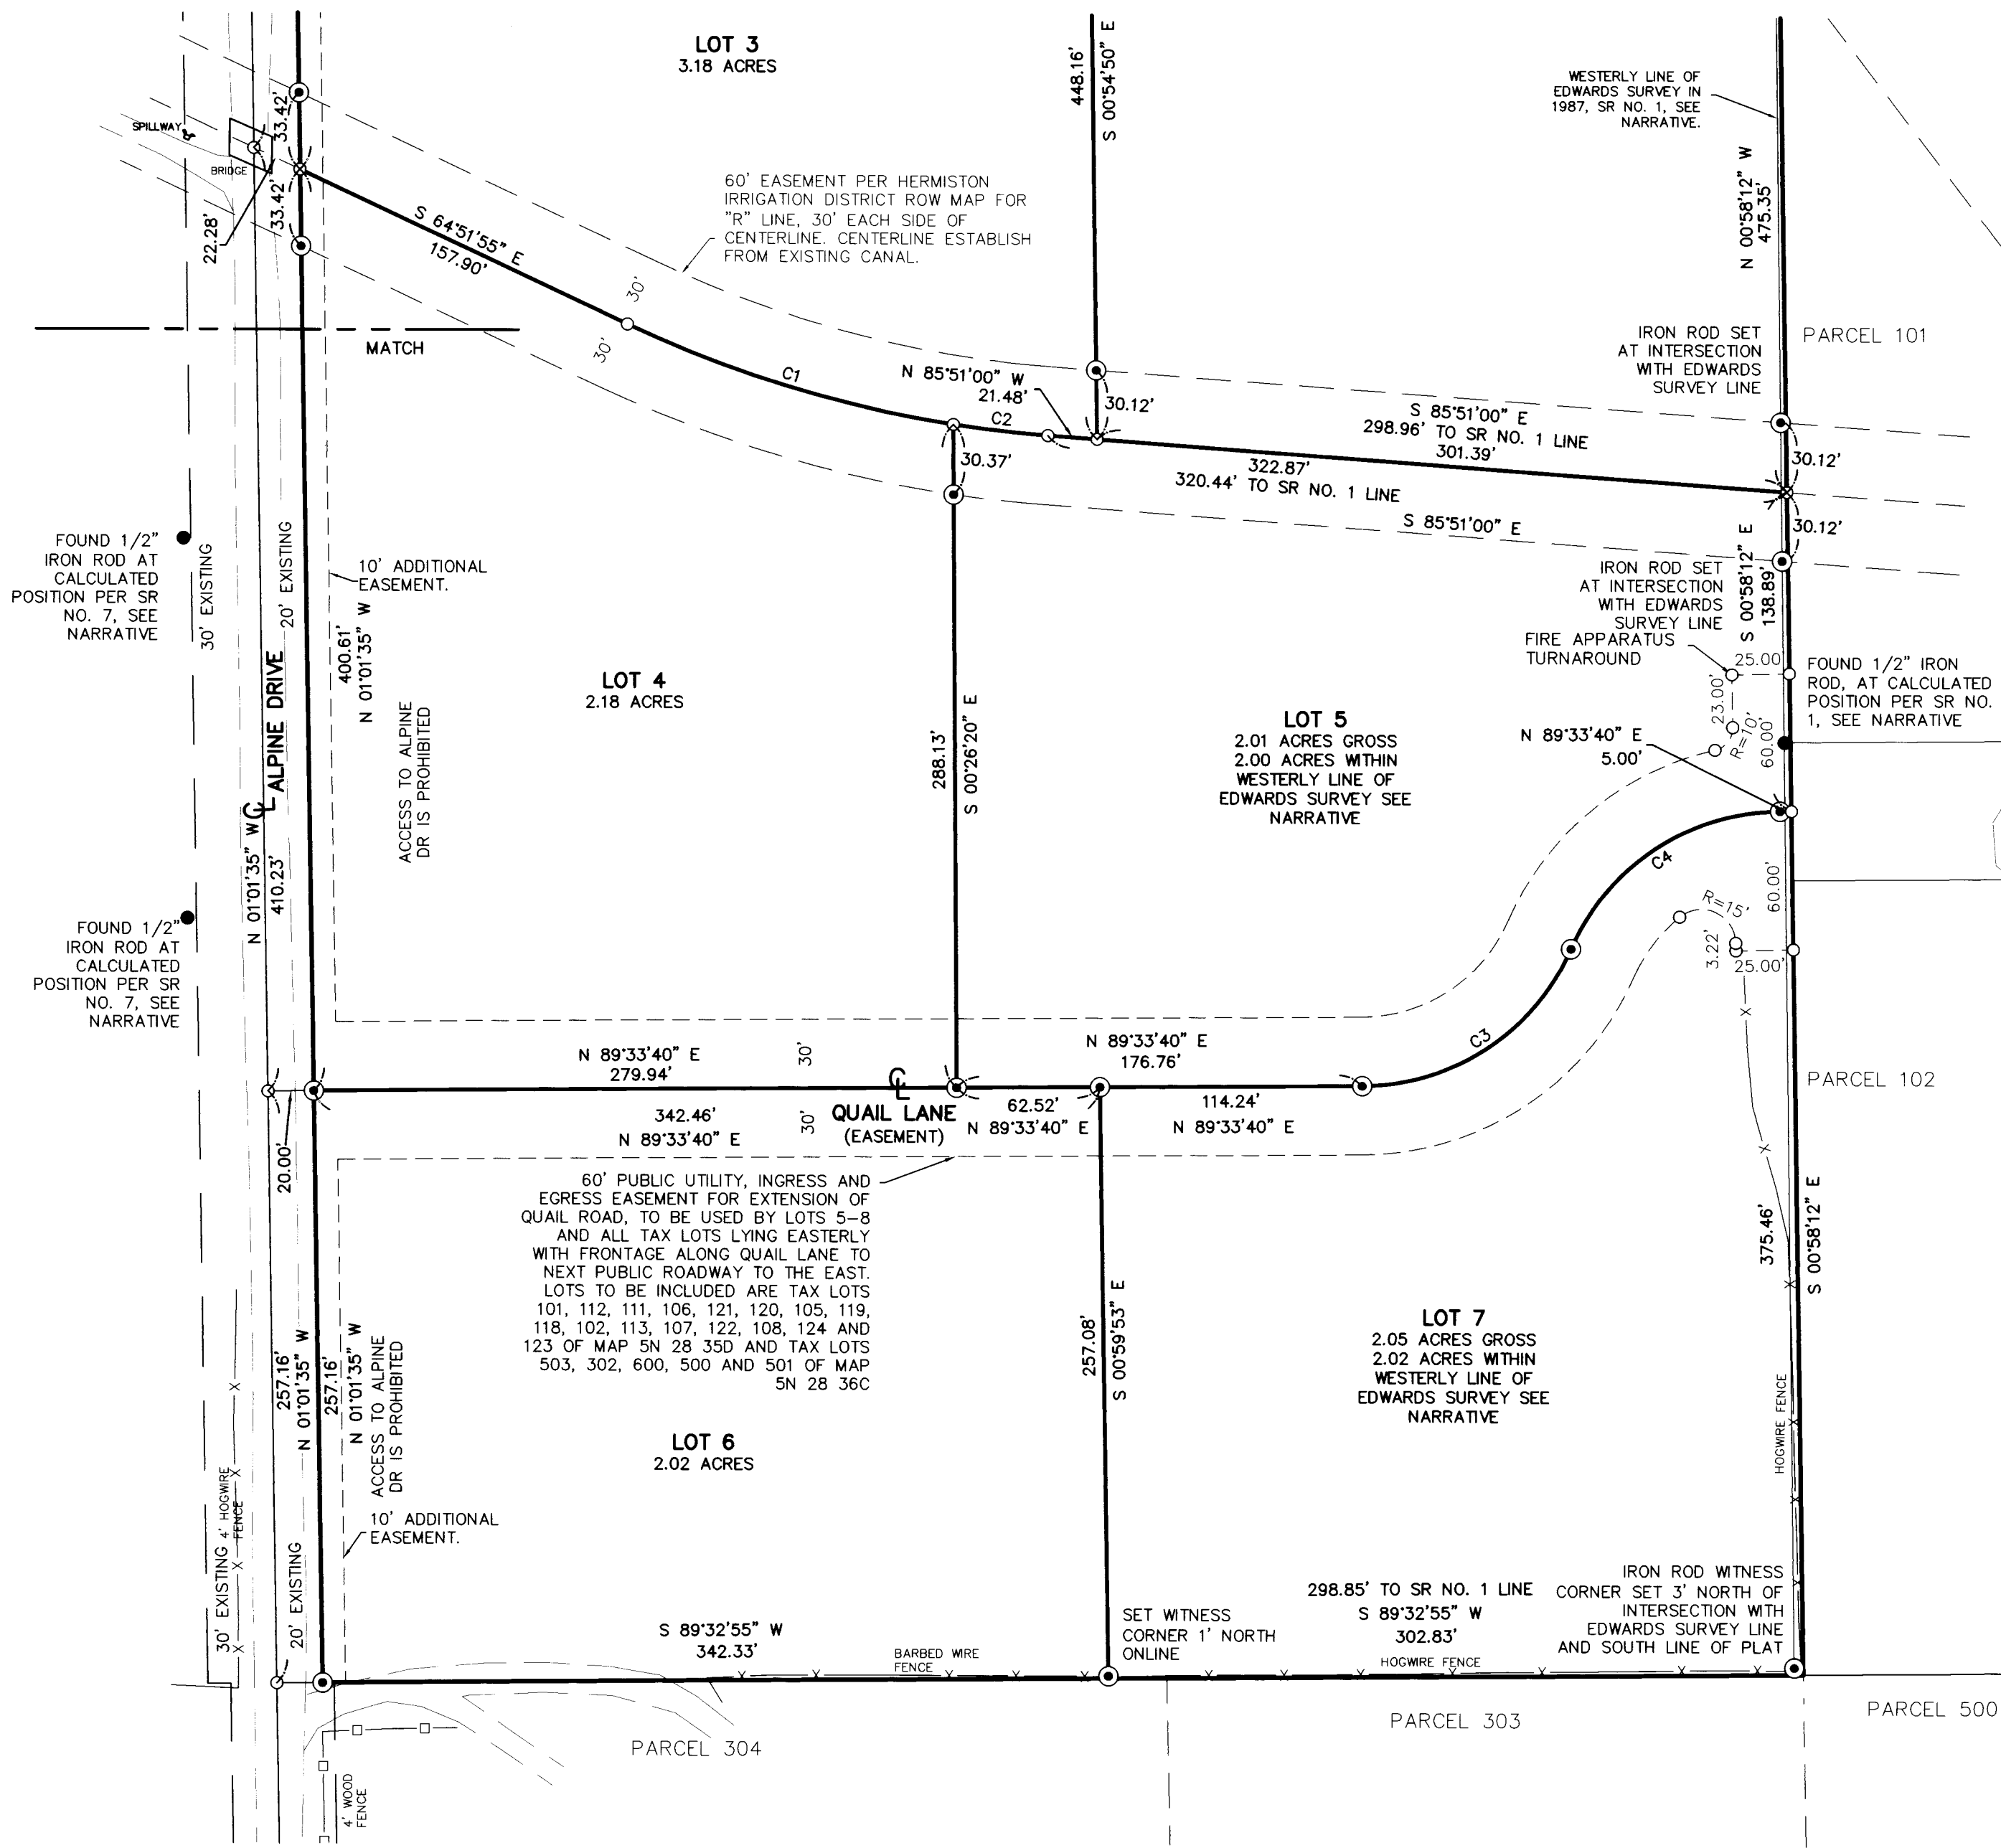 LOT 3
3.18 ACRES
448.16'
S 00°54'50" E
WESTERLY LINE OF
EDWARDS SURVEY IN
1987, SR NO. 1, SEE
NARRATIVE.
N 00°58'12" W
475.35'
SPILLWAY
BRIDGE
33.42'
33.42'
22.28'
S 64°51'55" E
157.90'
60' EASEMENT PER HERMISTON
IRRIGATION DISTRICT ROW MAP FOR
"R" LINE, 30' EACH SIDE OF
CENTERLINE. CENTERLINE ESTABLISH
FROM EXISTING CANAL.
30'
30'
MATCH
C1
N 85°51'00" W
21.48'
C2
30.12'
30.37'
IRON ROD SET
AT INTERSECTION
WITH EDWARDS
SURVEY LINE
PARCEL 101
S 85°51'00" E
298.96' TO SR NO. 1 LINE
301.39'
322.87'
320.44' TO SR NO. 1 LINE
S 85°51'00" E
30.12'
30.12'
FOUND 1/2"
IRON ROD AT
CALCULATED
POSITION PER SR
NO. 7, SEE
NARRATIVE
30' EXISTING
20' EXISTING
10' ADDITIONAL
EASEMENT.
400.61'
N 01°01'35" W
ACCESS TO ALPINE
DR IS PROHIBITED
CL ALPINE DRIVE
N 01°01'35" W
410.23'
LOT 4
2.18 ACRES
288.13'
S 00°26'20" E
LOT 5
2.01 ACRES GROSS
2.00 ACRES WITHIN
WESTERLY LINE OF
EDWARDS SURVEY SEE
NARRATIVE
IRON ROD SET
AT INTERSECTION
WITH EDWARDS
SURVEY LINE
S 00°58'12" E
138.89'
FIRE APPARATUS
TURNAROUND
25.00
23.00'
R=10'
60.00'
FOUND 1/2" IRON
ROD, AT CALCULATED
POSITION PER SR NO.
1, SEE NARRATIVE
N 89°33'40" E
5.00'
C4
60.00'
R=15'
3.22'
25.00'
C3
FOUND 1/2"
IRON ROD AT
CALCULATED
POSITION PER SR
NO. 7, SEE
NARRATIVE
N 89°33'40" E
279.94'
30'
CL
N 89°33'40" E
176.76'
PARCEL 102
20.00'
342.46'
N 89°33'40" E
30'
QUAIL LANE
(EASEMENT)
62.52'
N 89°33'40" E
114.24'
N 89°33'40" E
60' PUBLIC UTILITY, INGRESS AND
EGRESS EASEMENT FOR EXTENSION OF
QUAIL ROAD, TO BE USED BY LOTS 5-8
AND ALL TAX LOTS LYING EASTERLY
WITH FRONTAGE ALONG QUAIL LANE TO
NEXT PUBLIC ROADWAY TO THE EAST.
LOTS TO BE INCLUDED ARE TAX LOTS
101, 112, 111, 106, 121, 120, 105, 119,
118, 102, 113, 107, 122, 108, 124 AND
123 OF MAP 5N 28 35D AND TAX LOTS
503, 302, 600, 500 AND 501 OF MAP
5N 28 36C
257.16'
N 01°01'35" W
257.16'
N 01°01'35" W
ACCESS TO ALPINE
DR IS PROHIBITED
257.08'
S 00°59'53" E
375.46'
S 00°58'12" E
LOT 7
2.05 ACRES GROSS
2.02 ACRES WITHIN
WESTERLY LINE OF
EDWARDS SURVEY SEE
NARRATIVE
HOGWIRE FENCE
LOT 6
2.02 ACRES
10' ADDITIONAL
EASEMENT.
30' EXISTING
4' HOGWIRE
FENCE
20' EXISTING
S 89°32'55" W
342.33'
BARBED WIRE
FENCE
SET WITNESS
CORNER 1' NORTH
ONLINE
298.85' TO SR NO. 1 LINE
S 89°32'55" W
302.83'
HOGWIRE FENCE
IRON ROD WITNESS
CORNER SET 3' NORTH OF
INTERSECTION WITH
EDWARDS SURVEY LINE
AND SOUTH LINE OF PLAT
PARCEL 304
PARCEL 303
PARCEL 500
4' WOOD
FENCE